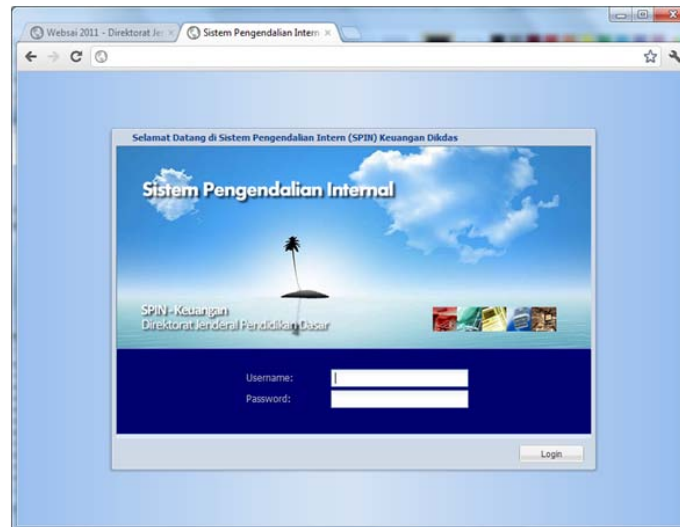 Websai 2011 - Direktorat Je
Sistem Pengendalian Intern
Selamat Datang di Sistem Pengendalian Intern (SPIN) Keuangan Dikdas
Sistem Pengendalian Internal
SPIN - Keuangan
Direktorat Jenderal Pendidikan Dasar
Username:
Password:
Login